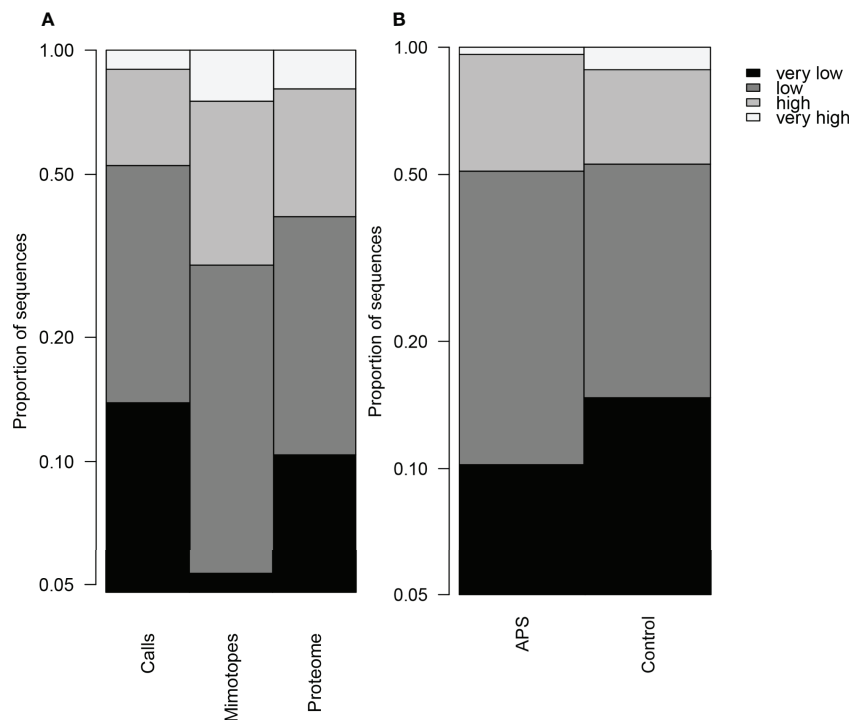 A
B
1.00
0.50
0.20
0.10
0.05
Proportion of sequences
Calls
Mimotopes
Proteome
1.00
0.50
0.20
0.10
0.05
Proportion of sequences
APS
Control
very low
low
high
very high